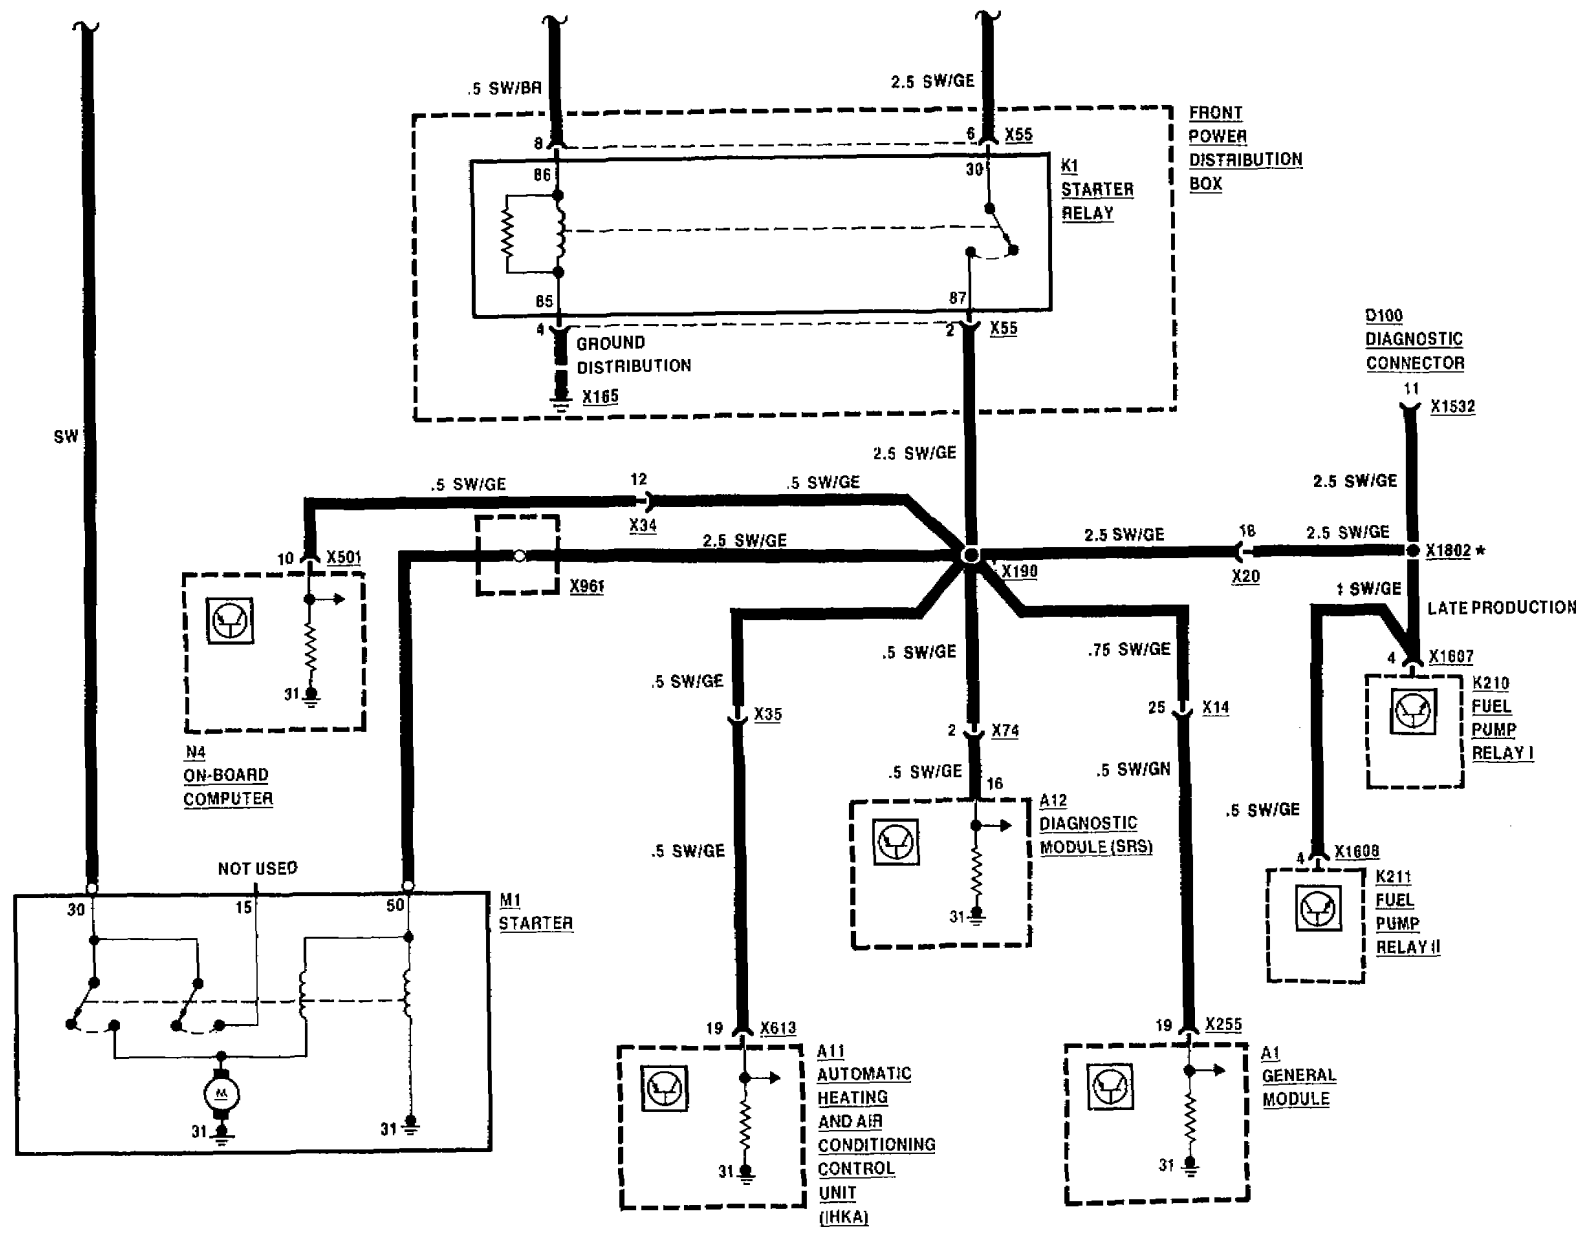 .5 SW/BR
2.5 SW/GE
FRONT
POWER
DISTRIBUTION
BOX
8
6
X55
86
30
K1
STARTER
RELAY
85
87
4
2
X55
GROUND
DISTRIBUTION
X165
D100
DIAGNOSTIC
CONNECTOR
11
X1532
SW
2.5 SW/GE
.5 SW/GE
12
.5 SW/GE
X34
2.5 SW/GE
2.5 SW/GE
2.5 SW/GE
18
2.5 SW/GE
X1802 *
X20
X190
10
X501
X961
1 SW/GE
LATE PRODUCTION
.5 SW/GE
.5 SW/GE
.75 SW/GE
4
X1607
K210
FUEL
PUMP
RELAY I
31
X35
2
X74
25
X14
N4
ON-BOARD
COMPUTER
.5 SW/GE
16
.5 SW/GN
A12
DIAGNOSTIC
MODULE (SRS)
.5 SW/GE
.5 SW/GE
4
X1608
K211
FUEL
PUMP
RELAY II
NOT USED
30
15
50
M1
STARTER
31
19
X613
19
X255
A11
AUTOMATIC
HEATING
AND AIR
CONDITIONING
CONTROL
UNIT
(IHKA)
A1
GENERAL
MODULE
M
31
31
31
31